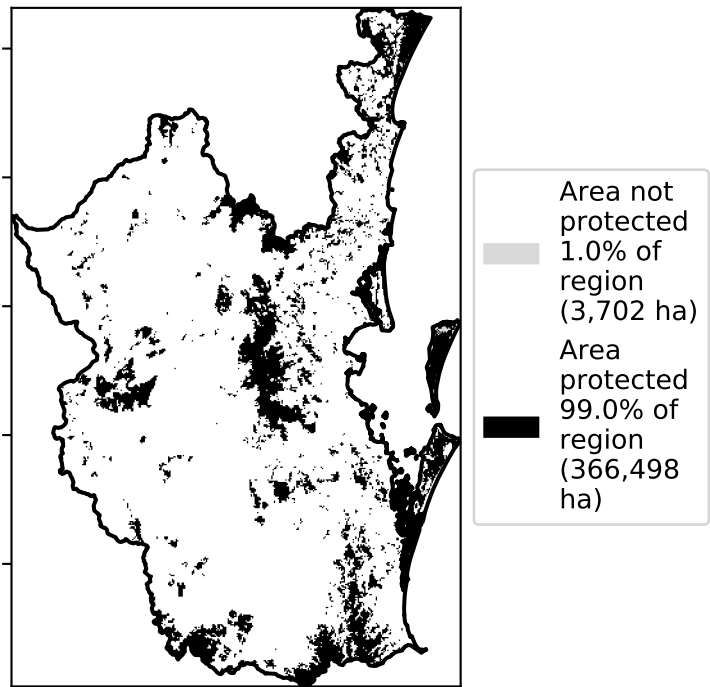 Area not
protected
1.0% of
region
(3,702 ha)
Area
protected
99.0% of
region
(366,498
ha)